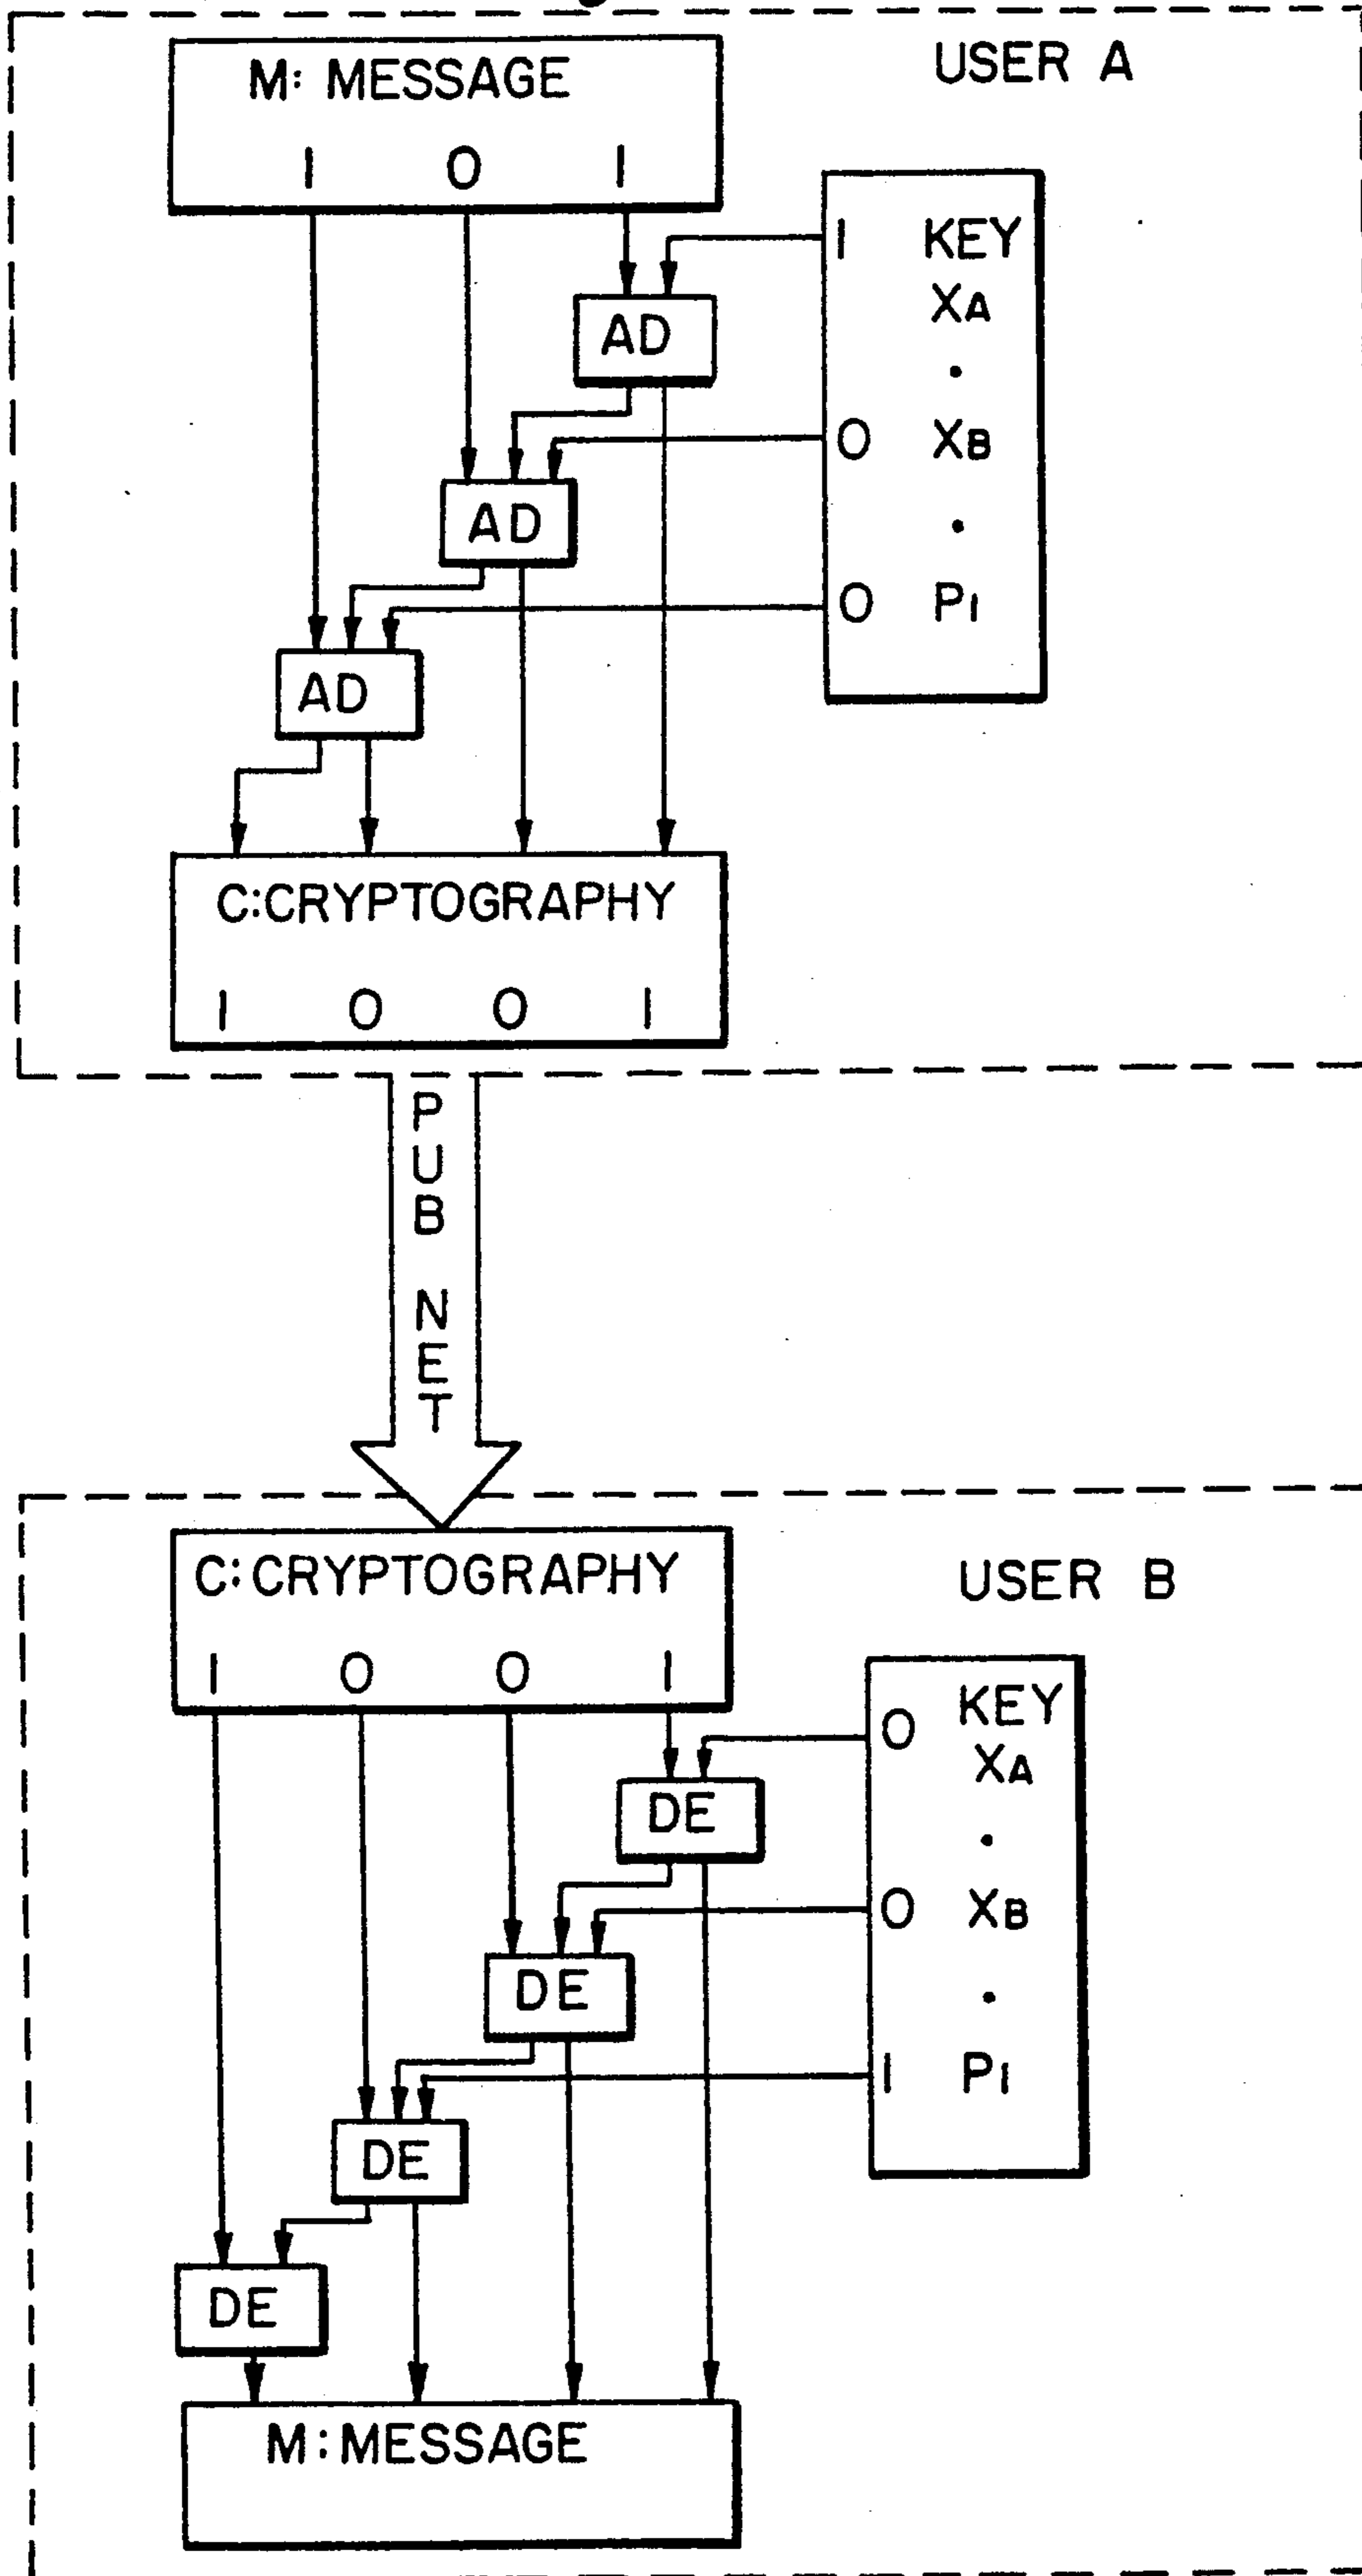 M: MESSAGE
USER A
1 0 1
1 KEY
XA
AD
.
0 XB
AD
.
0 P1
AD
C:CRYPTOGRAPHY
1 0 0 1
PUB NET
C:CRYPTOGRAPHY
USER B
1 0 0 1
0 KEY
XA
DE
.
0 XB
DE
.
1 P1
DE
DE
M:MESSAGE